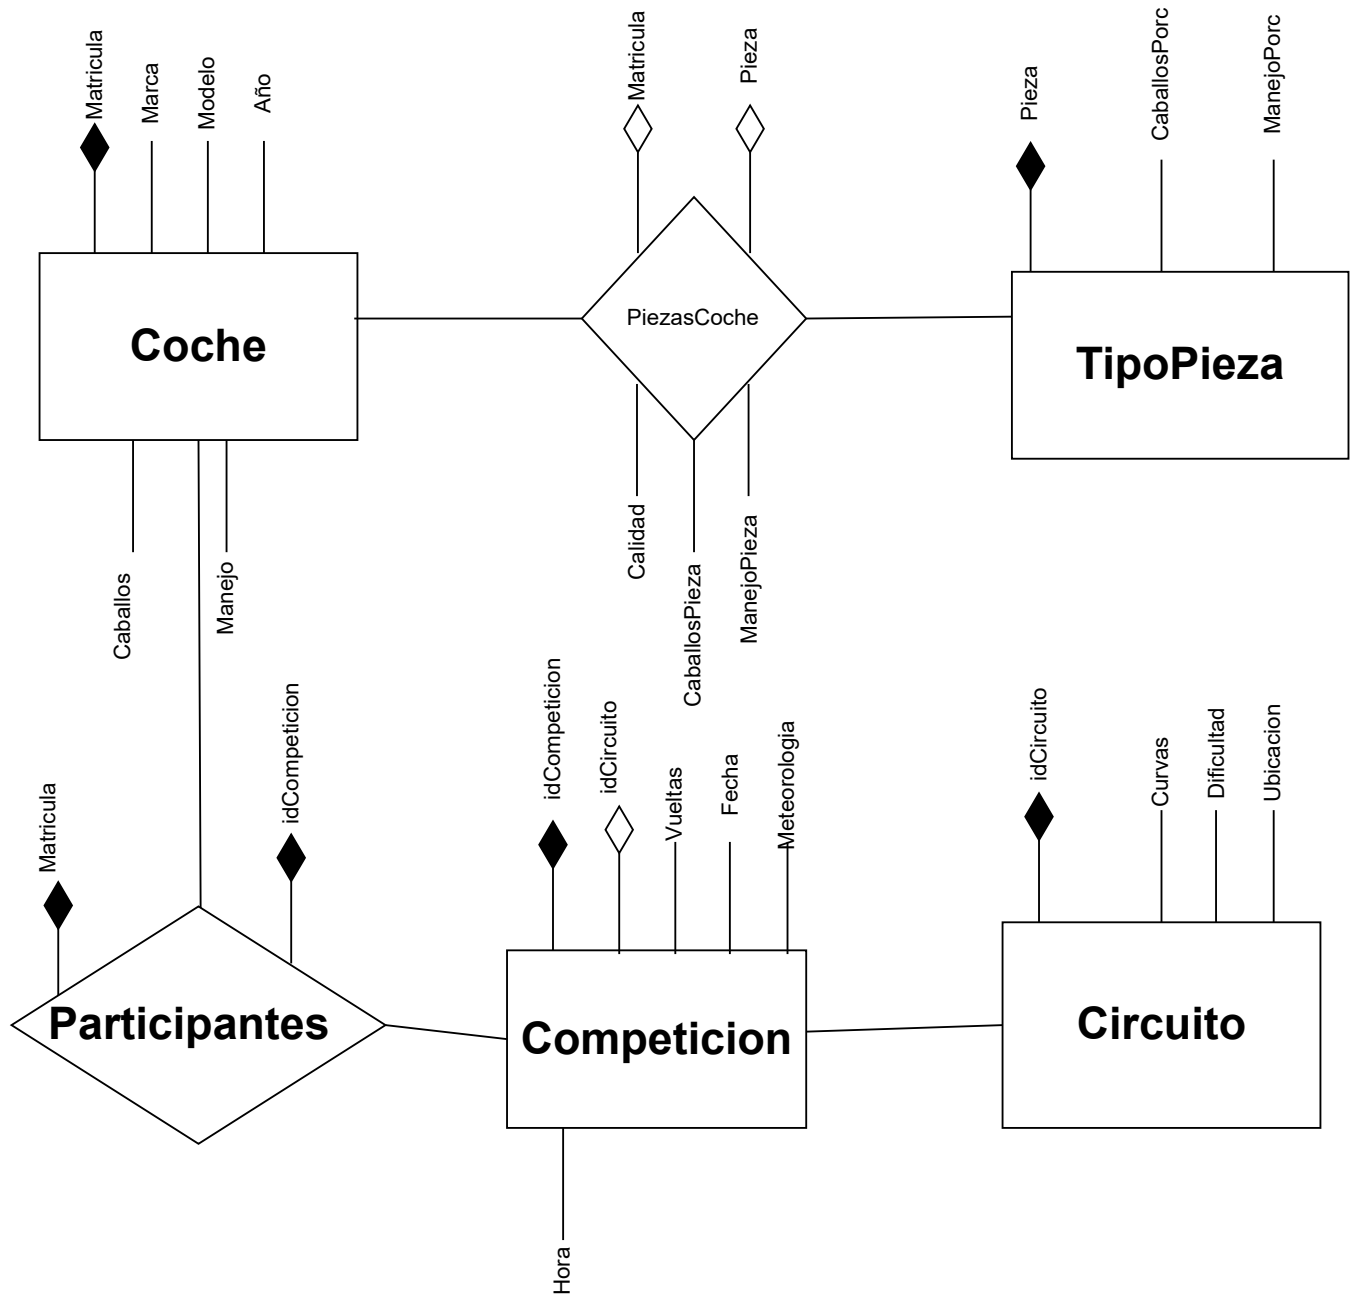 Matricula
Marca
Modelo
Año
Matricula
Pieza
Pieza
CaballosPorc
ManejoPorc
Coche
PiezasCoche
TipoPieza
Caballos
Manejo
Calidad
CaballosPieza
ManejoPieza
Matricula
idCompeticion
idCompeticion
idCircuito
Vueltas
Fecha
Meteorologia
idCircuito
Curvas
Dificultad
Ubicacion
Participantes
Competicion
Circuito
Hora